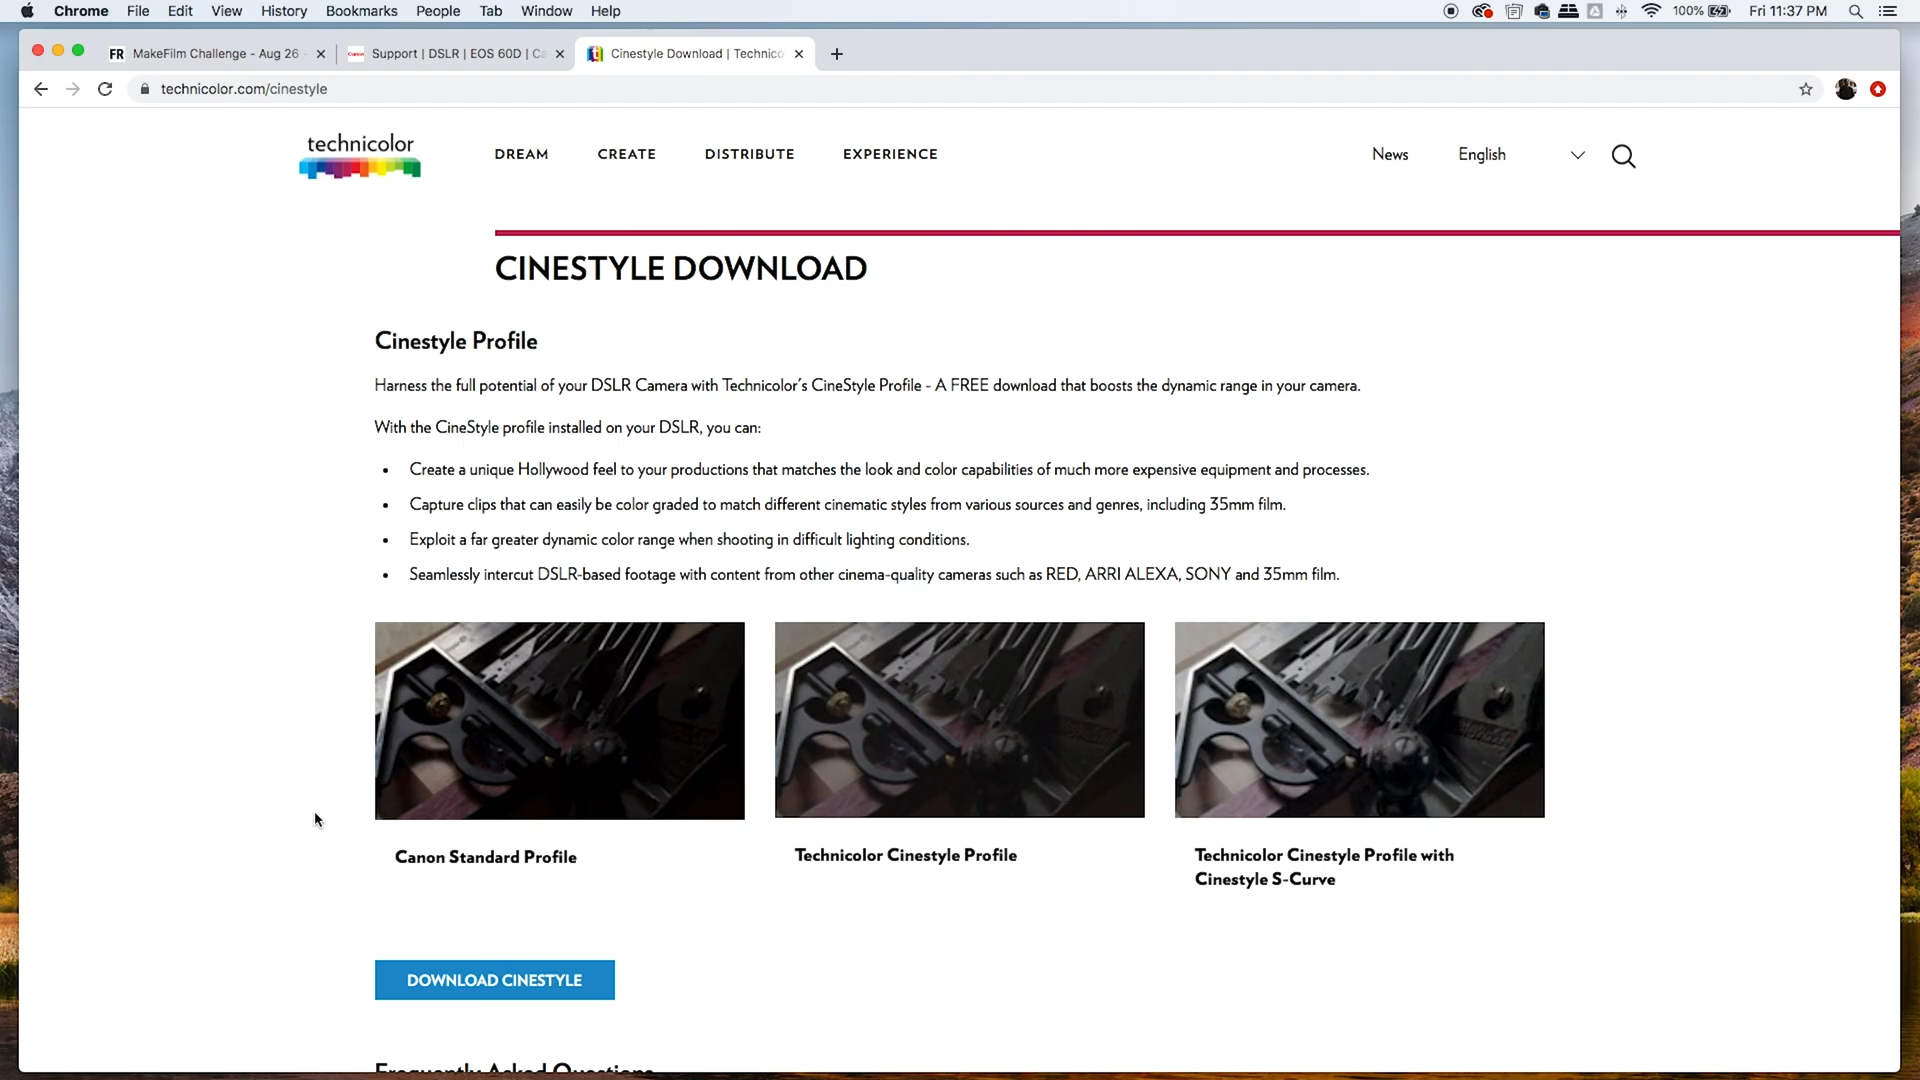 Chrome File Edit View History Bookmarks People Tab Window Help 100% Fri 11:37 PM
FR MakeFilm Challenge - Aug 26 Canon Support | DSLR | EOS 60D | Ca Cinestyle Download | Technico
technicolor.com/cinestyle
technicolor DREAM CREATE DISTRIBUTE EXPERIENCE News English
CINESTYLE DOWNLOAD
Cinestyle Profile
Harness the full potential of your DSLR Camera with Technicolor's CineStyle Profile - A FREE download that boosts the dynamic range in your camera.
With the CineStyle profile installed on your DSLR, you can:
• Create a unique Hollywood feel to your productions that matches the look and color capabilities of much more expensive equipment and processes.
• Capture clips that can easily be color graded to match different cinematic styles from various sources and genres, including 35mm film.
• Exploit a far greater dynamic color range when shooting in difficult lighting conditions.
• Seamlessly intercut DSLR-based footage with content from other cinema-quality cameras such as RED, ARRI ALEXA, SONY and 35mm film.
Canon Standard Profile
Technicolor Cinestyle Profile
Technicolor Cinestyle Profile with
Cinestyle S-Curve
DOWNLOAD CINESTYLE
Frequently Asked Questions